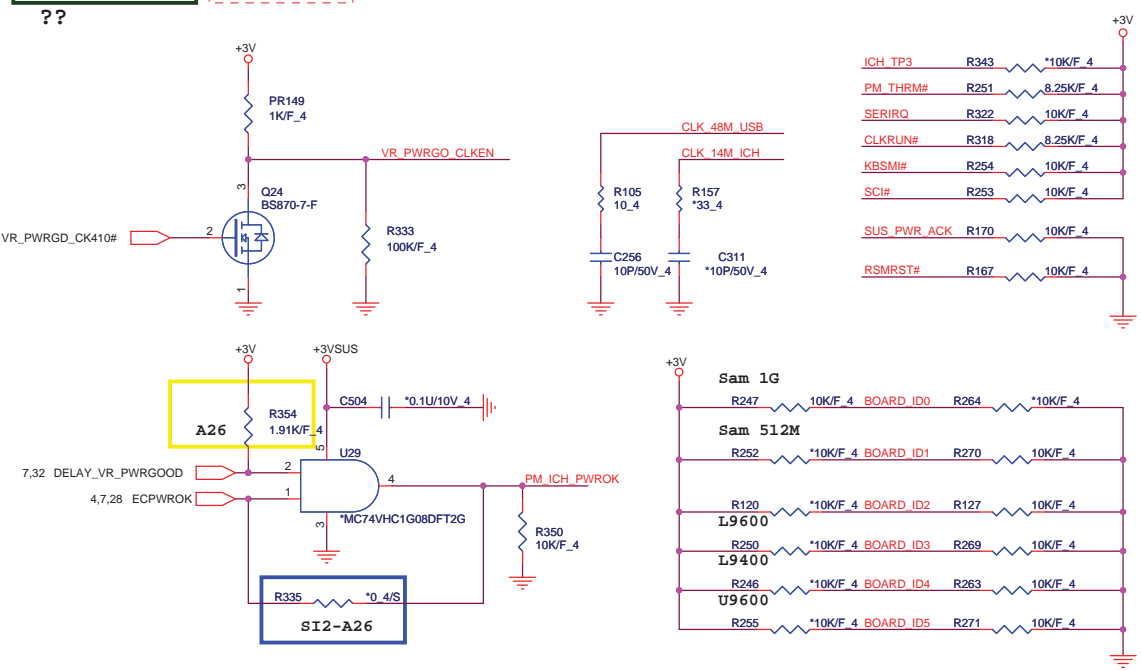 ??
+3V
PR149
1K/F_4
VR_PWRGO_CLKEN
3
Q24
BS870-7-F
VR_PWRGD_CK410#
2
1
R333
100K/F_4
CLK_48M_USB
CLK_14M_ICH
R105
10_4
R157
*33_4
C256
10P/50V_4
C311
*10P/50V_4
+3V
ICH_TP3 R343 *10K/F_4
PM_THRM# R251 8.25K/F_4
SERIRQ R322 10K/F_4
CLKRUN# R318 8.25K/F_4
KBSMI# R254 10K/F_4
SCI# R253 10K/F_4
SUS_PWR_ACK R170 10K/F_4
RSMRST# R167 10K/F_4
+3V
+3VSUS
R354
1.91K/F_4
A26
C504 *0.1U/10V_4
5
U29
7,32 DELAY_VR_PWRGOOD
2
4,7,28 ECPWROK
1
4
PM_ICH_PWROK
3
*MC74VHC1G08DFT2G
R350
10K/F_4
R335 *0_4/S
SI2-A26
+3V
Sam 1G
R247 10K/F_4 BOARD_ID0 R264 *10K/F_4
Sam 512M
R252 *10K/F_4 BOARD_ID1 R270 10K/F_4
R120 *10K/F_4 BOARD_ID2 R127 10K/F_4
L9600
R250 *10K/F_4 BOARD_ID3 R269 10K/F_4
L9400
R246 *10K/F_4 BOARD_ID4 R263 10K/F_4
U9600
R255 *10K/F_4 BOARD_ID5 R271 10K/F_4